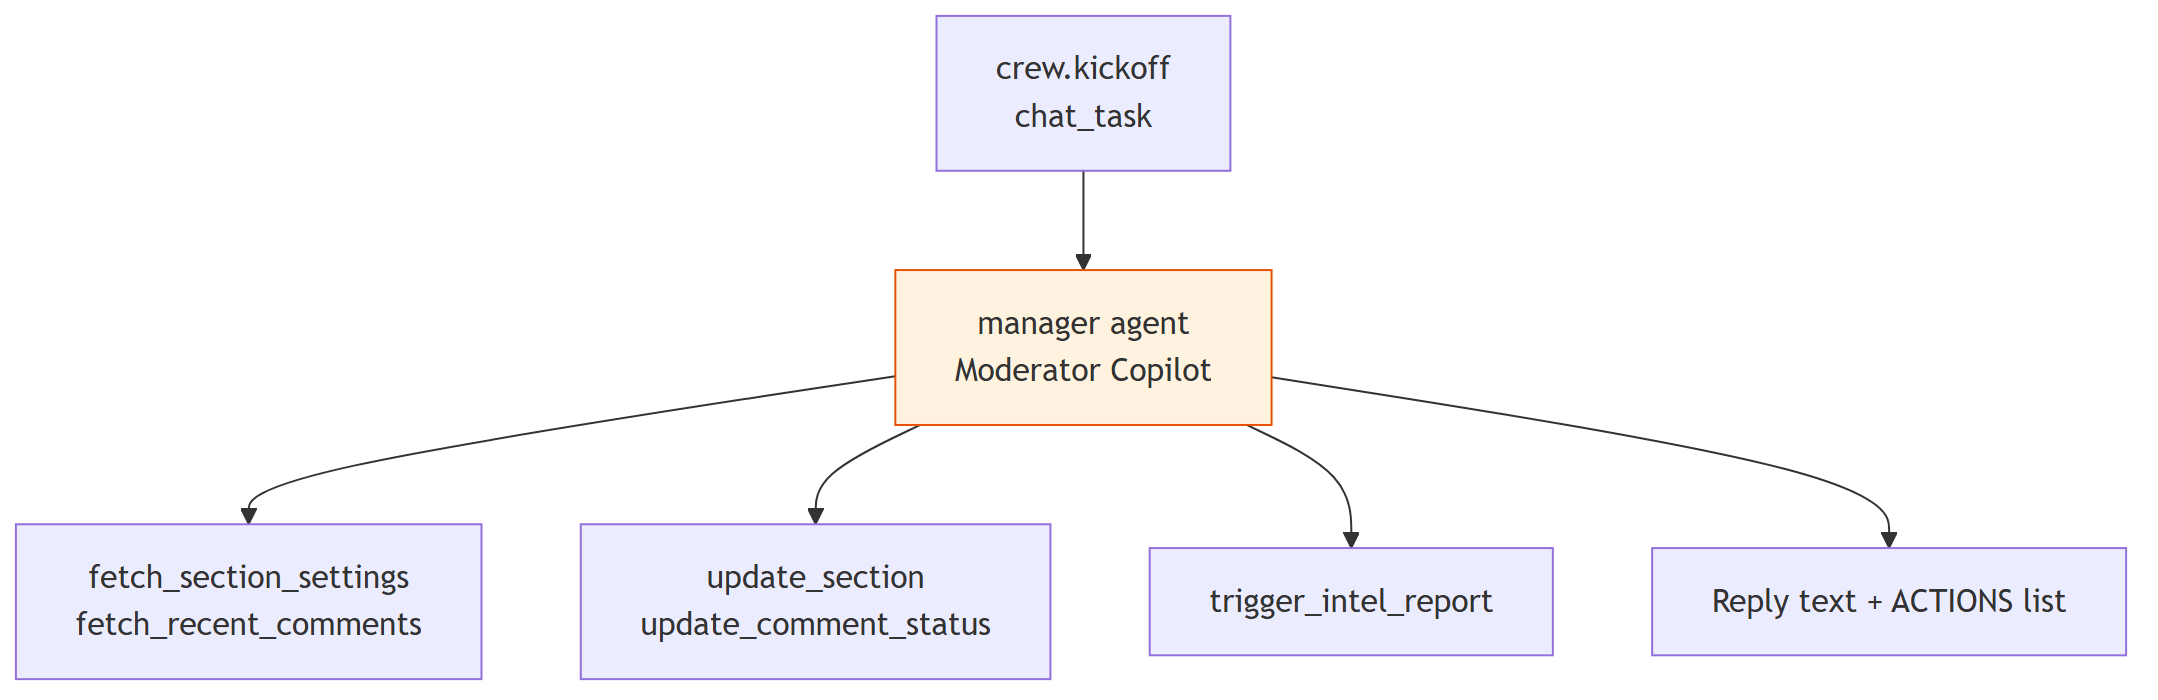 crew.kickoff
chat_task
manager agent
Moderator Copilot
fetch_section_settings
fetch_recent_comments
update_section
update_comment_status
trigger_intel_report
Reply text + ACTIONS list